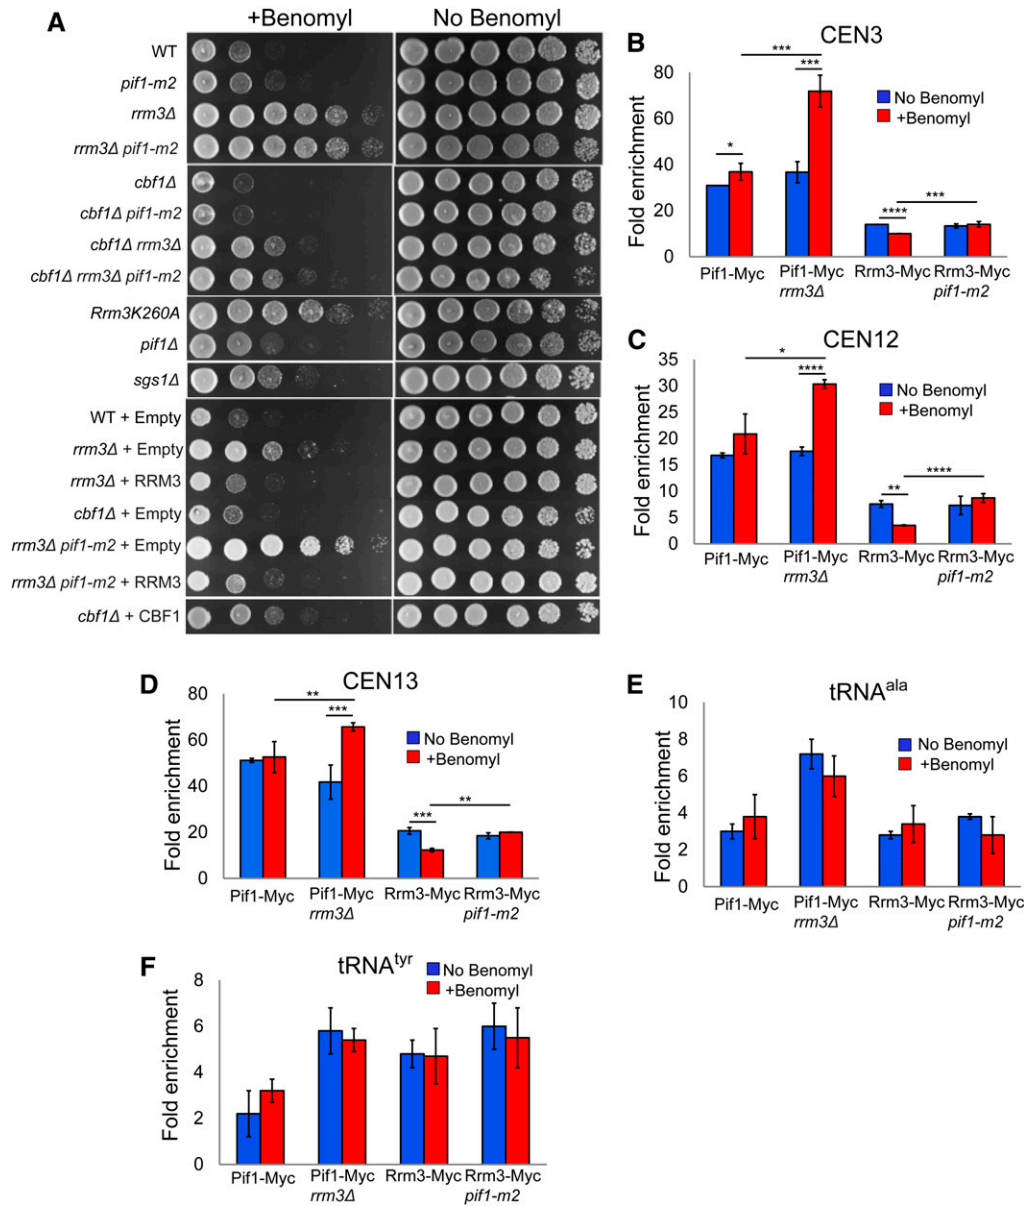 A
+Benomyl
No Benomyl
WT
pif1-m2
rrm3Δ
rrm3Δ pif1-m2
cbf1Δ
cbf1Δ pif1-m2
cbf1Δ rrm3Δ
cbf1Δ rrm3Δ pif1-m2
Rrm3K260A
pif1Δ
sgs1Δ
WT + Empty
rrm3Δ + Empty
rrm3Δ + RRM3
cbf1Δ + Empty
rrm3Δ pif1-m2 + Empty
rrm3Δ pif1-m2 + RRM3
cbf1Δ + CBF1
B
CEN3
Fold enrichment
80
60
40
20
0
*
***
***
****
***
No Benomyl
+Benomyl
Pif1-Myc
Pif1-Myc
rrm3Δ
Rrm3-Myc
Rrm3-Myc
pif1-m2
C
CEN12
Fold enrichment
35
30
25
20
15
10
5
0
*
****
**
****
No Benomyl
+Benomyl
Pif1-Myc
Pif1-Myc
rrm3Δ
Rrm3-Myc
Rrm3-Myc
pif1-m2
D
CEN13
Fold enrichment
80
60
40
20
0
**
***
***
**
No Benomyl
+Benomyl
Pif1-Myc
Pif1-Myc
rrm3Δ
Rrm3-Myc
Rrm3-Myc
pif1-m2
E
tRNAᵃˡᵃ
Fold enrichment
10
8
6
4
2
0
No Benomyl
+Benomyl
Pif1-Myc
Pif1-Myc
rrm3Δ
Rrm3-Myc
Rrm3-Myc
pif1-m2
F
tRNAᵗʸʳ
Fold enrichment
8
6
4
2
0
No Benomyl
+Benomyl
Pif1-Myc
Pif1-Myc
rrm3Δ
Rrm3-Myc
Rrm3-Myc
pif1-m2